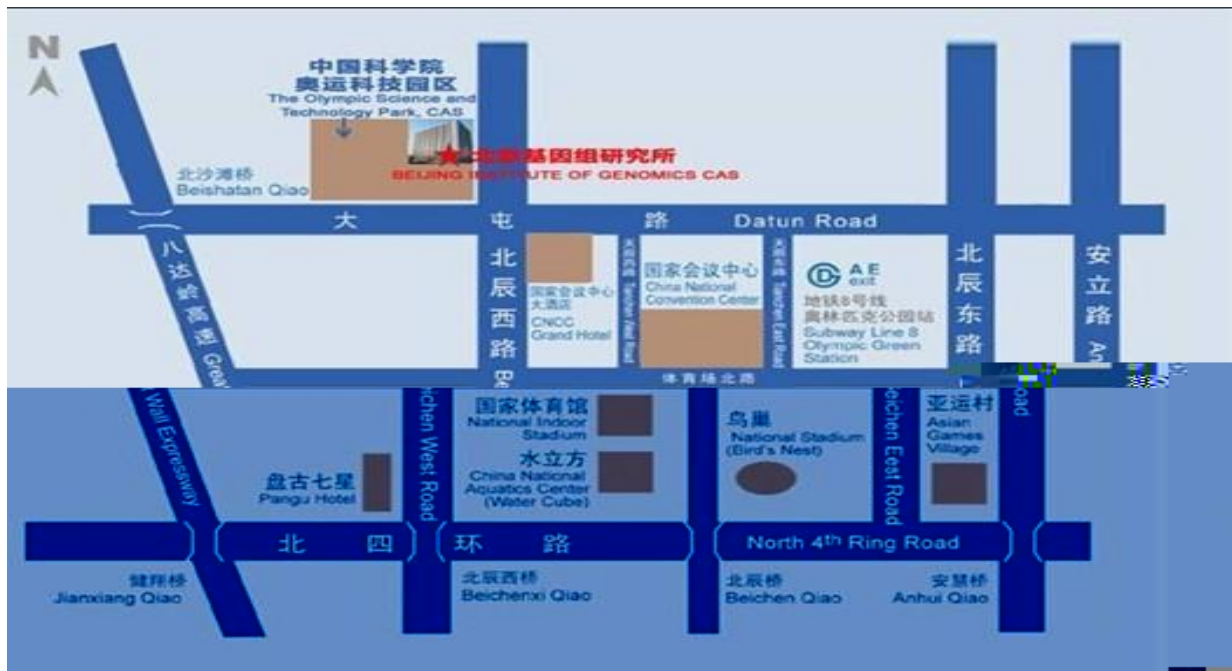 N
中国科学院
奥运科技园区
The Olympic Science and
Technology Park, CAS
北京基因组研究所
BEIJING INSTITUTE OF GENOMICS CAS
北沙滩桥
Beishatan Qiao
大 屯 路 Datun Road
八达岭高速 Great
Wall Expressway
北辰西路 Be
eichen West Road
国家会议中心
大酒店
CNCC
Grand Hotel
天辰西路 Tianchen West Road
国家会议中心
China National
Convention Center
天辰东路 Tianchen East Road
A E
exit
地铁8号线
奥林匹克公园站
Subway Line 8
Olympic Green
Station
北辰东路
Beichen East Road
安立路 An
Road
体育场北路
国家体育馆
National Indoor
Stadium
水立方
China National
Aquatics Center
(Water Cube)
鸟巢
National Stadium
(Bird's Nest)
亚运村
Asian
Games
Village
盘古七星
Pangu Hotel
北 四 环 路 North 4th Ring Road
健翔桥
Jianxiang Qiao
北辰西桥
Beichenxi Qiao
北辰桥
Beichen Qiao
安慧桥
Anhui Qiao